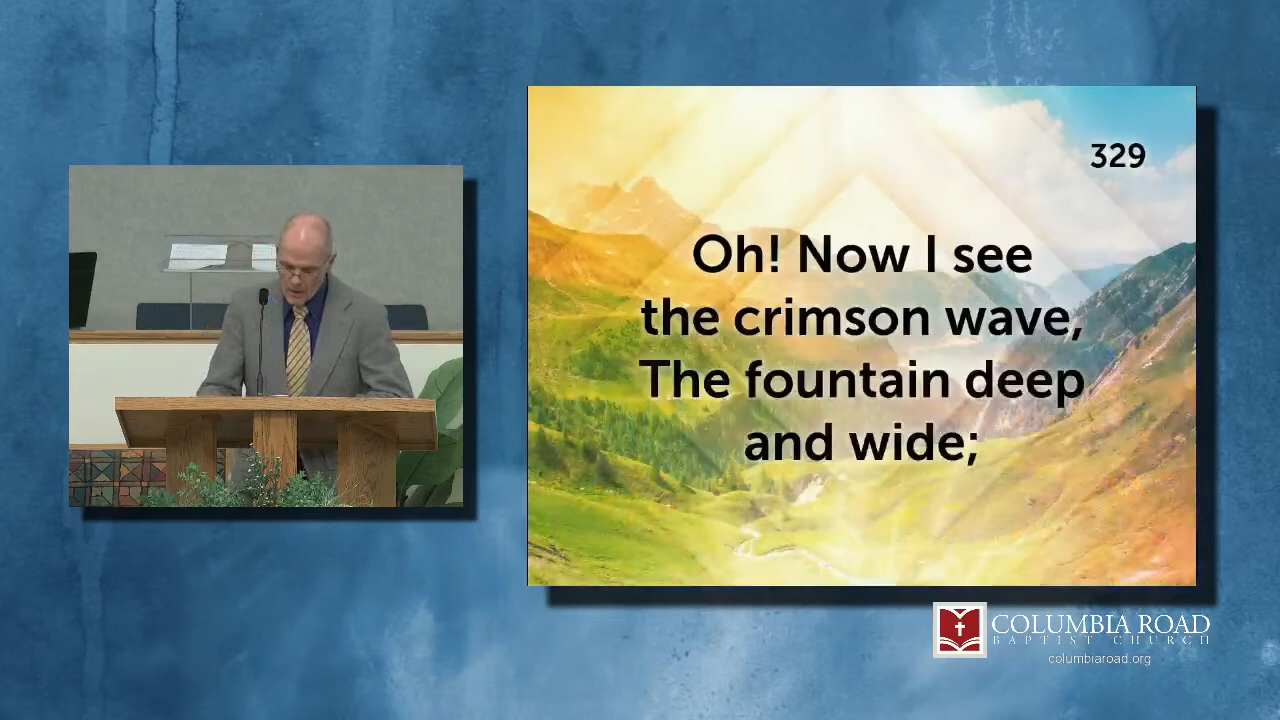 329
Oh! Now I see
the crimson wave,
The fountain deep
and wide;
COLUMBIA ROAD
BAPTIST CHURCH
columbiaroad.org